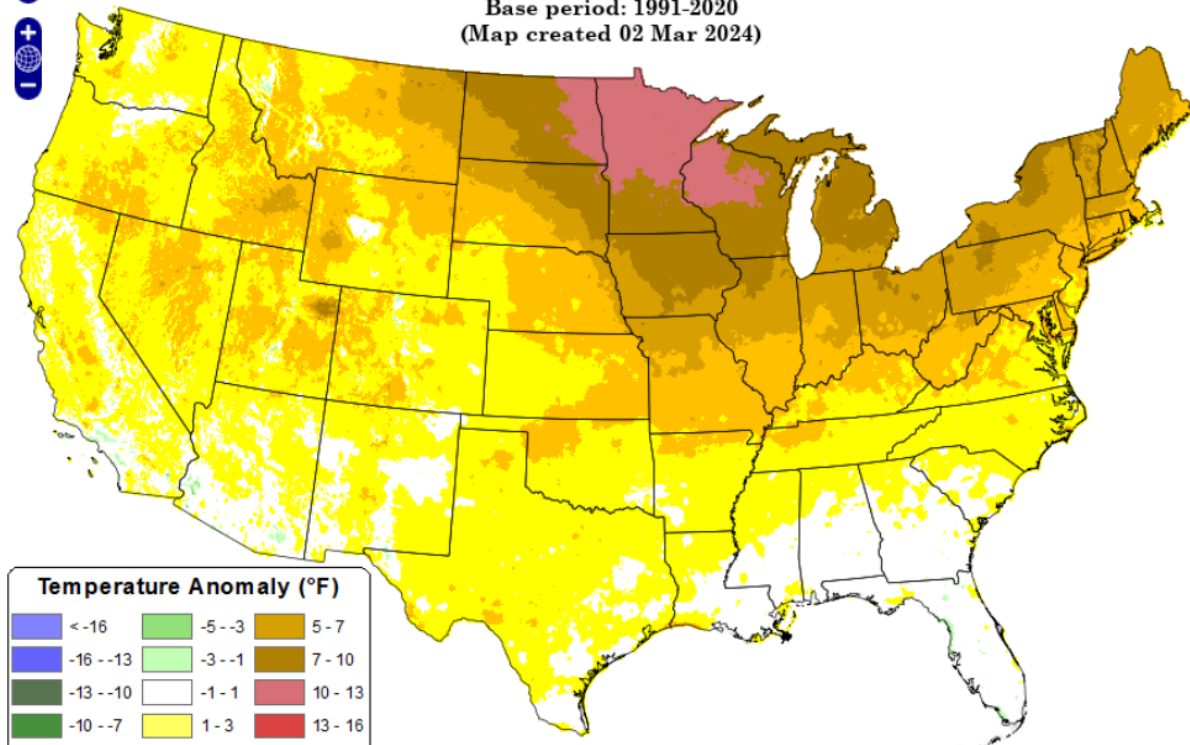 Base period: 1991-2020
(Map created 02 Mar 2024)
+
−
Temperature Anomaly (°F)
< -16 -5 - -3 5 - 7
-16 - -13 -3 - -1 7 - 10
-13 - -10 -1 - 1 10 - 13
-10 - -7 1 - 3 13 - 16